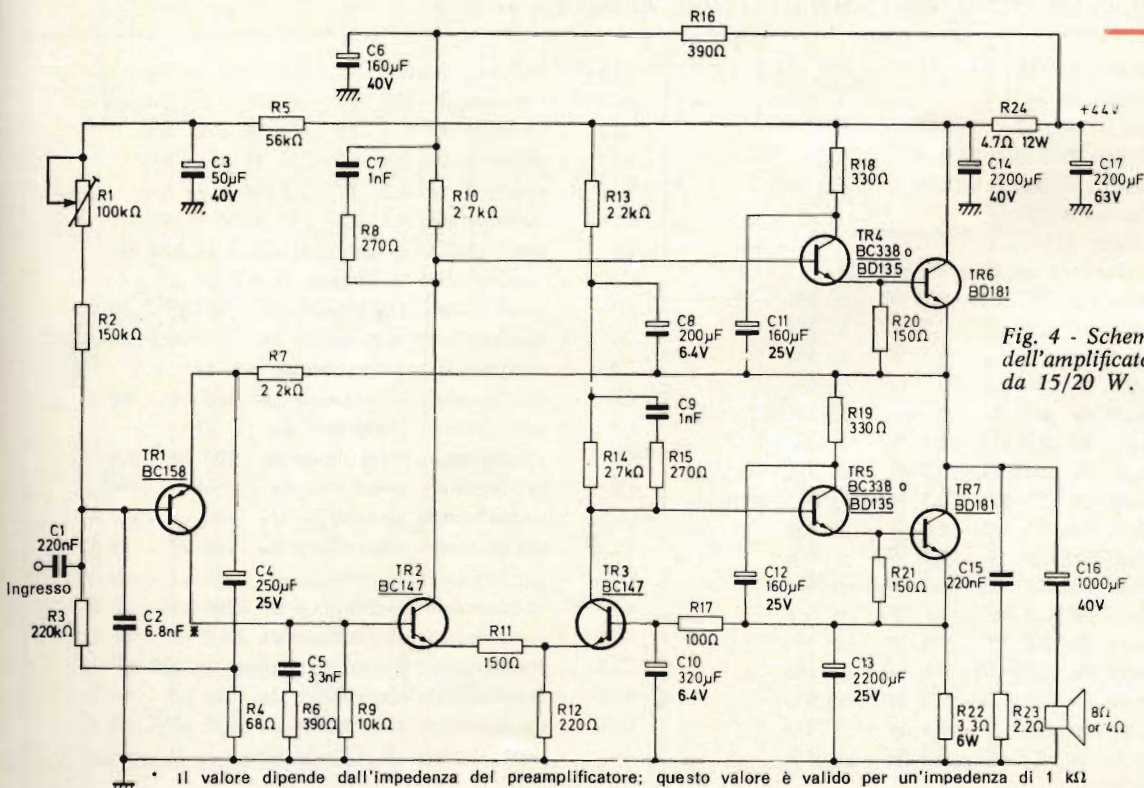 R16
390Ω
C6
160µF
40V
R5
56kΩ
R24
+44V
4.7Ω 12W
C3
50µF
40V
C7
1nF
R10
2.7kΩ
R13
2 2kΩ
R18
330Ω
C14
2200µF
40V
C17
2200µF
63V
R1
100kΩ
R8
270Ω
TR4
BC338 o
BD135
TR6
BD181
R2
150kΩ
C8
200µF
6.4V
C11
160µF
25V
R20
150Ω
Fig. 4 - Schem
dell'amplificato
da 15/20 W.
R7
2 2kΩ
C9
1nF
R19
330Ω
TR1
BC158
R14
2.7kΩ
R15
270Ω
TR5
BC338 o
BD135
TR7
BD181
C1
220nF
Ingresso
C4
250µF
25V
TR2
BC147
TR3
BC147
C12
160µF
25V
R21
150Ω
C15
220nF
C16
1000µF
40V
R3
220kΩ
C2
6.8nF *
R11
150Ω
R17
100Ω
C5
3.3nF
C10
320µF
6.4V
C13
2200µF
25V
R4
68Ω
R6
390Ω
R9
10kΩ
R12
220Ω
R22
3.3Ω
6W
R23
2.2Ω
8Ω
or 4Ω
* Il valore dipende dall'impedenza del preamplificatore; questo valore è valido per un'impedenza di 1 kΩ